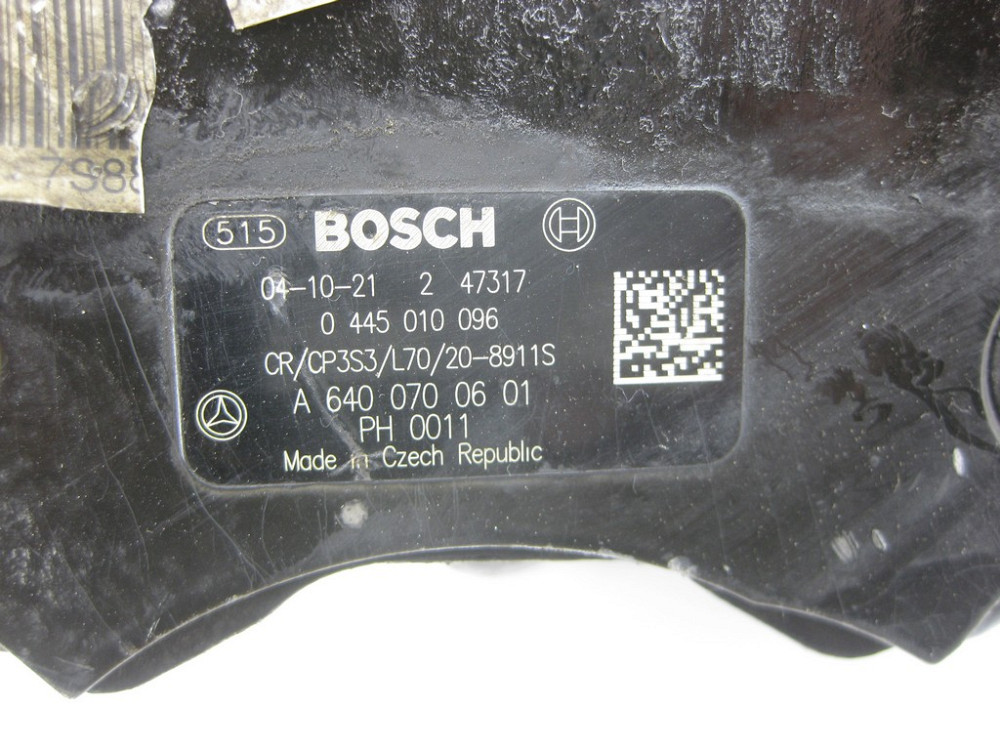 515 BOSCH
04-10-21 2 47317
0 445 010 096
CR/CP3S3/L70/20-8911S
A 640 070 06 01
PH 0011
Made in Czech Republic